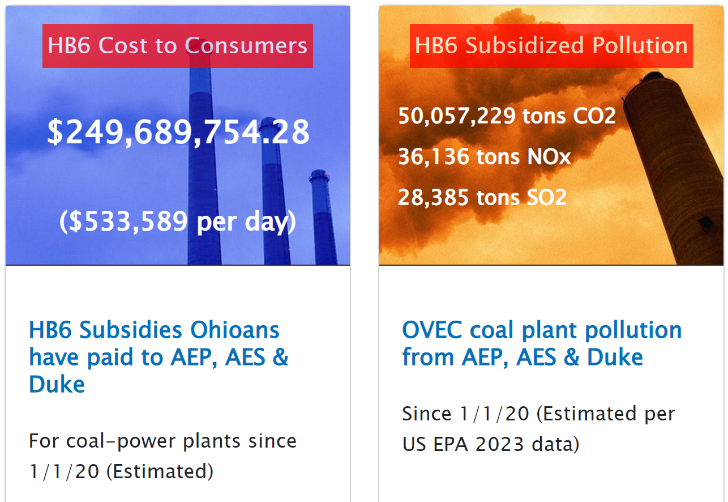 HB6 Cost to Consumers
$249,689,754.28
($533,589 per day)
HB6 Subsidies Ohioans
have paid to AEP, AES &
Duke
For coal-power plants since
1/1/20 (Estimated)
HB6 Subsidized Pollution
50,057,229 tons CO2
36,136 tons NOx
28,385 tons SO2
OVEC coal plant pollution
from AEP, AES & Duke
Since 1/1/20 (Estimated per
US EPA 2023 data)